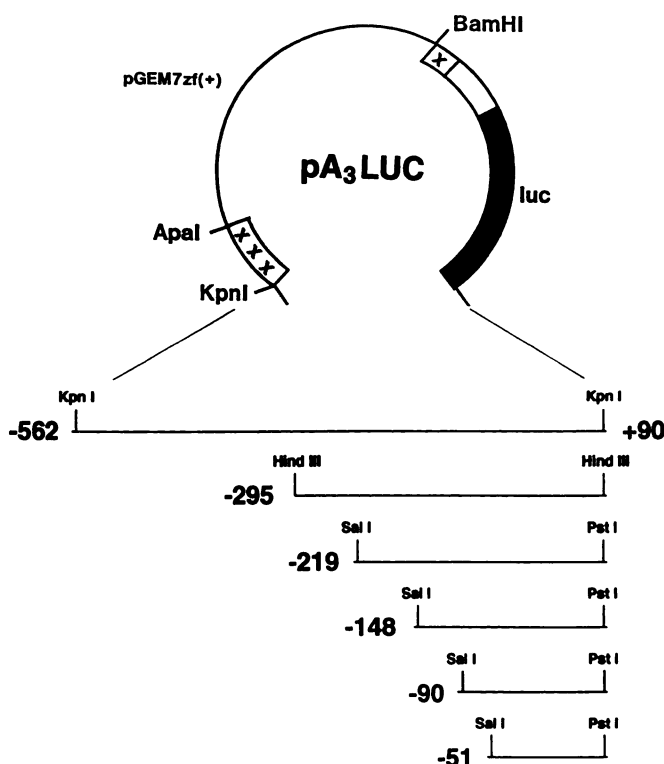 BamHI
pGEM7zf(+)
X
pA₃LUC
luc
ApaI
X X X
KpnI
Kpn I
Kpn I
-562
+90
Hind III
Hind III
-295
Sal I
Pst I
-219
Sal I
Pst I
-148
Sal I
Pst I
-90
Sal I
Pst I
-51